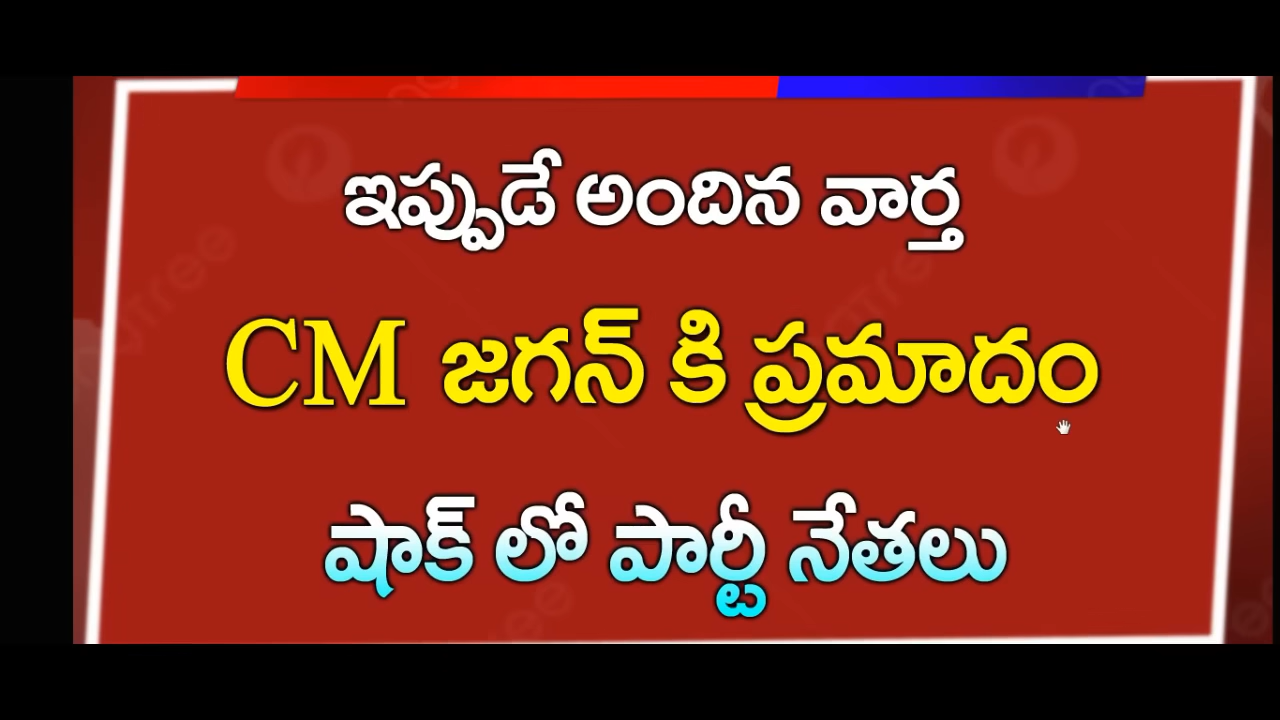 ఇప్పుడే అందిన వార్త
CM జగన్ కి ప్రమాదం
షాక్ లో పార్టీ నేతలు